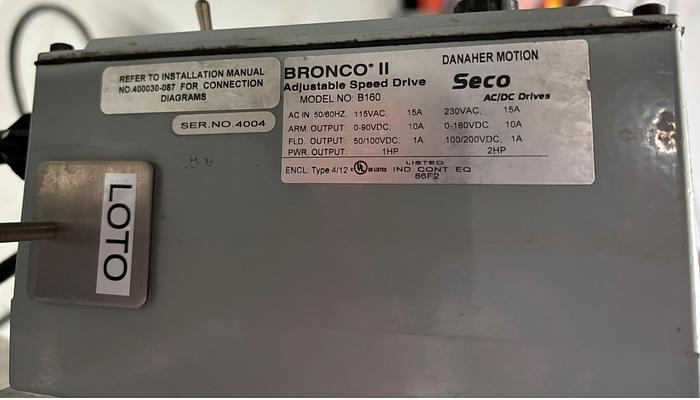 REFER TO INSTALLATION MANUAL
NO.400030-087 FOR CONNECTION
DIAGRAMS
SER.NO.4004
LOTO
BRONCO® II
Adjustable Speed Drive
MODEL NO: B160
DANAHER MOTION
Seco
AC/DC Drives
AC IN 50/60HZ, 115VAC, 15A 230VAC, 15A
ARM. OUTPUT: 0-90VDC, 10A 0-180VDC, 10A
FLD. OUTPUT: 50/100VDC, 1A 100/200VDC, 1A
PWR. OUTPUT: 1HP 2HP
ENCL: Type 4/12 c UL US LISTED LISTED IND CONT. EQ
86F2